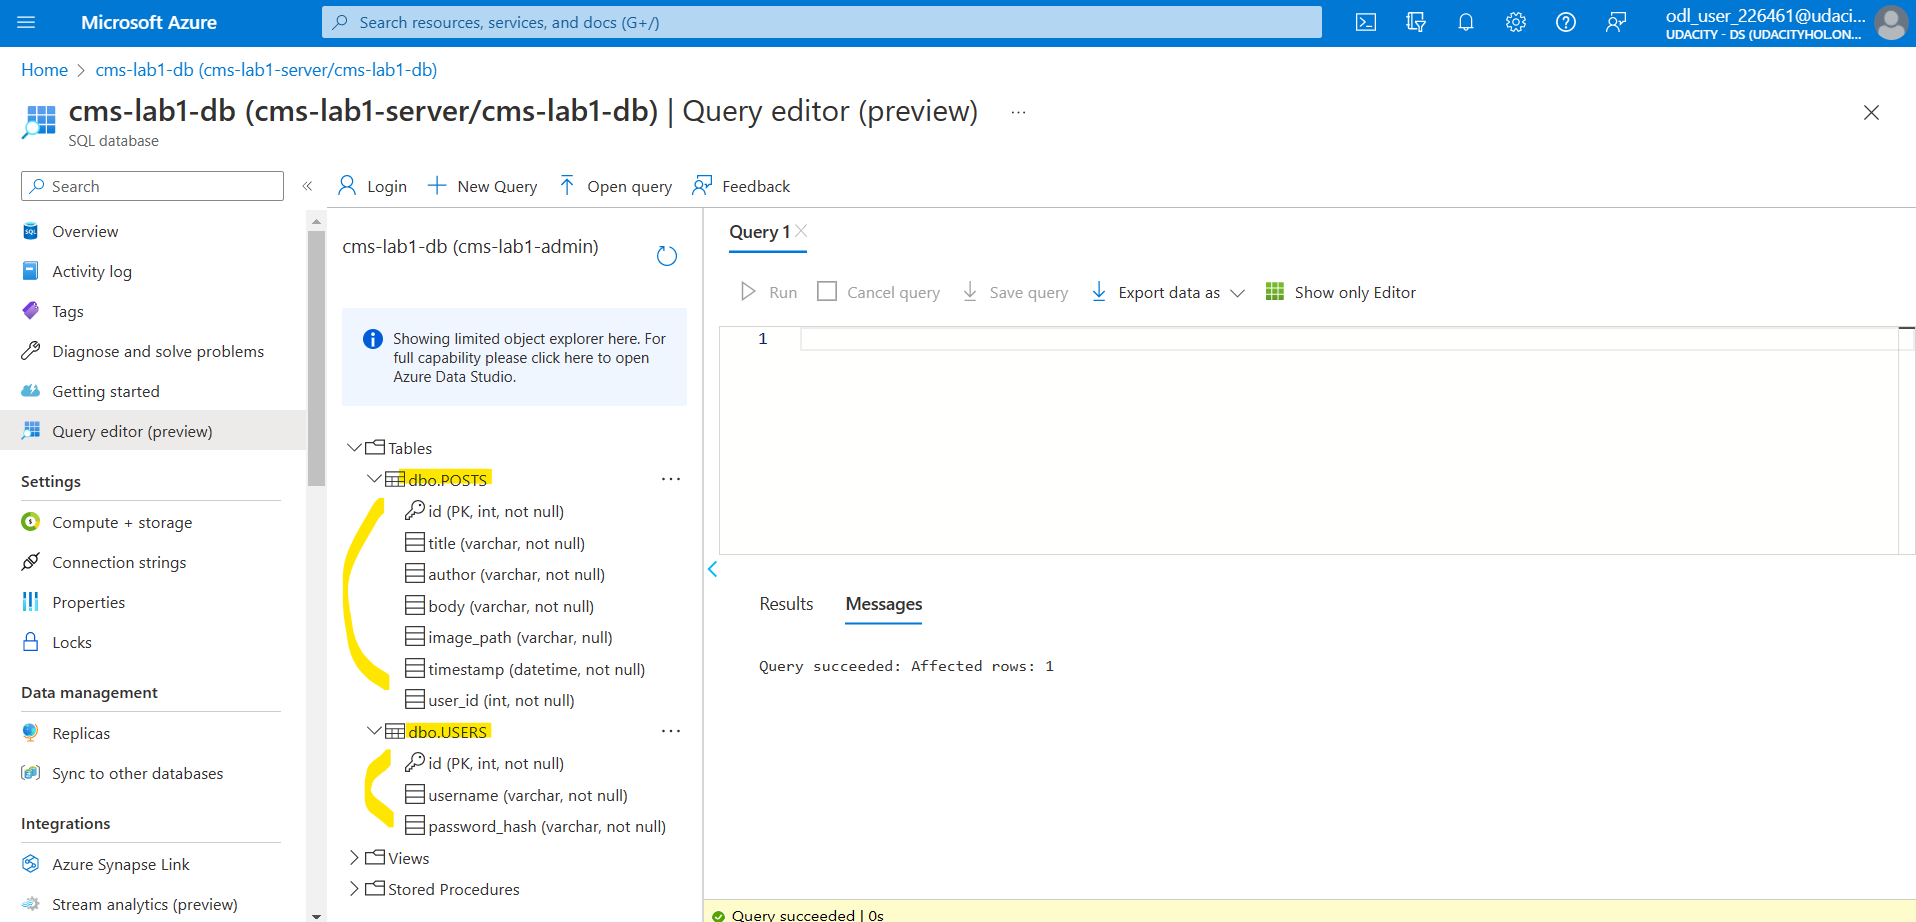 Microsoft Azure
Search resources, services, and docs (G+/)
odl_user_226461@udaci...
UDACITY - DS (UDACITYHOL.ON...
Home > cms-lab1-db (cms-lab1-server/cms-lab1-db)
cms-lab1-db (cms-lab1-server/cms-lab1-db) | Query editor (preview) ...
SQL database
Search
Overview
Activity log
Tags
Diagnose and solve problems
Getting started
Query editor (preview)
Settings
Compute + storage
Connection strings
Properties
Locks
Data management
Replicas
Sync to other databases
Integrations
Azure Synapse Link
Stream analytics (preview)
Login
New Query
Open query
Feedback
cms-lab1-db (cms-lab1-admin)
Showing limited object explorer here. For
full capability please click here to open
Azure Data Studio.
Tables
dbo.POSTS
id (PK, int, not null)
title (varchar, not null)
author (varchar, not null)
body (varchar, not null)
image_path (varchar, null)
timestamp (datetime, not null)
user_id (int, not null)
dbo.USERS
id (PK, int, not null)
username (varchar, not null)
password_hash (varchar, not null)
Views
Stored Procedures
Query 1
Run
Cancel query
Save query
Export data as
Show only Editor
1
Results
Messages
Query succeeded: Affected rows: 1
Query succeeded | 0s